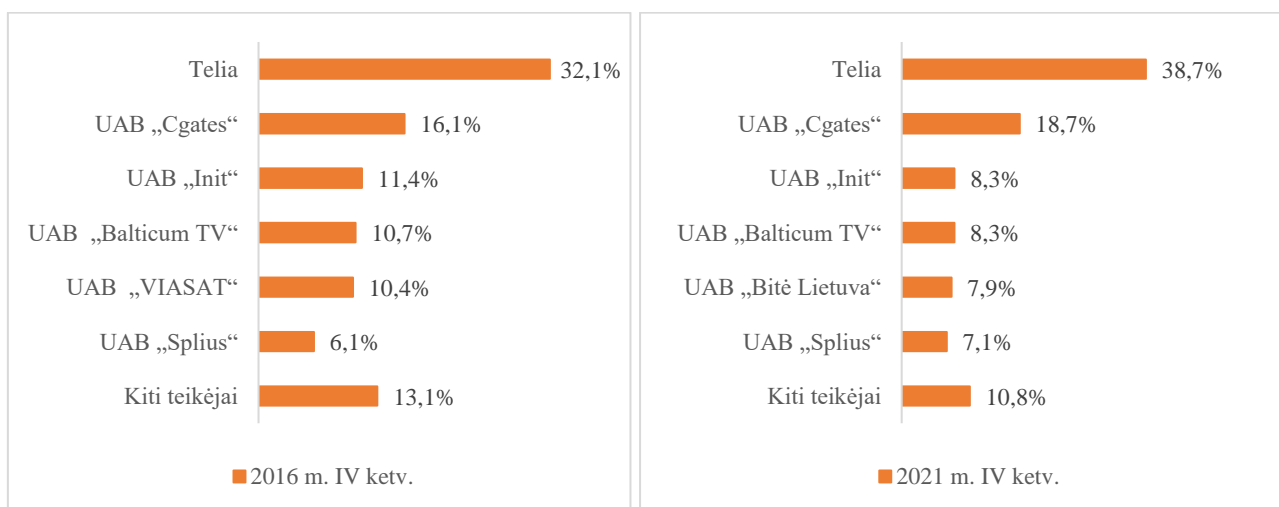 Telia 32,1%
UAB „Cgates“ 16,1%
UAB „Init“ 11,4%
UAB „Balticum TV“ 10,7%
UAB „VIASAT“ 10,4%
UAB „Splius“ 6,1%
Kiti teikėjai 13,1%
2016 m. IV ketv.
Telia 38,7%
UAB „Cgates“ 18,7%
UAB „Init“ 8,3%
UAB „Balticum TV“ 8,3%
UAB „Bitė Lietuva“ 7,9%
UAB „Splius“ 7,1%
Kiti teikėjai 10,8%
2021 m. IV ketv.